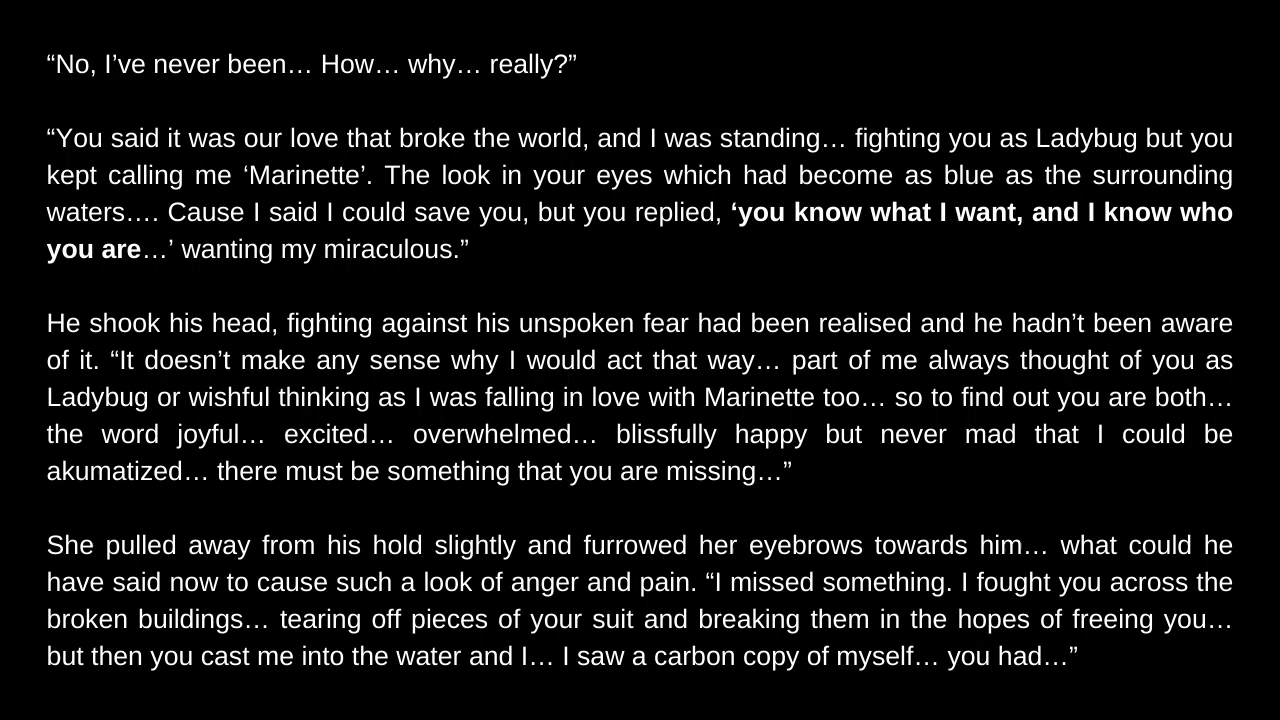 “No, I’ve never been… How… why… really?”
“You said it was our love that broke the world, and I was standing… fighting you as Ladybug but you
kept calling me ‘Marinette’. The look in your eyes which had become as blue as the surrounding
waters…. Cause I said I could save you, but you replied, ‘you know what I want, and I know who
you are…’ wanting my miraculous.”
He shook his head, fighting against his unspoken fear had been realised and he hadn’t been aware
of it. “It doesn’t make any sense why I would act that way… part of me always thought of you as
Ladybug or wishful thinking as I was falling in love with Marinette too… so to find out you are both…
the word joyful… excited… overwhelmed… blissfully happy but never mad that I could be
akumatized… there must be something that you are missing…”
She pulled away from his hold slightly and furrowed her eyebrows towards him… what could he
have said now to cause such a look of anger and pain. “I missed something. I fought you across the
broken buildings… tearing off pieces of your suit and breaking them in the hopes of freeing you…
but then you cast me into the water and I… I saw a carbon copy of myself… you had…”